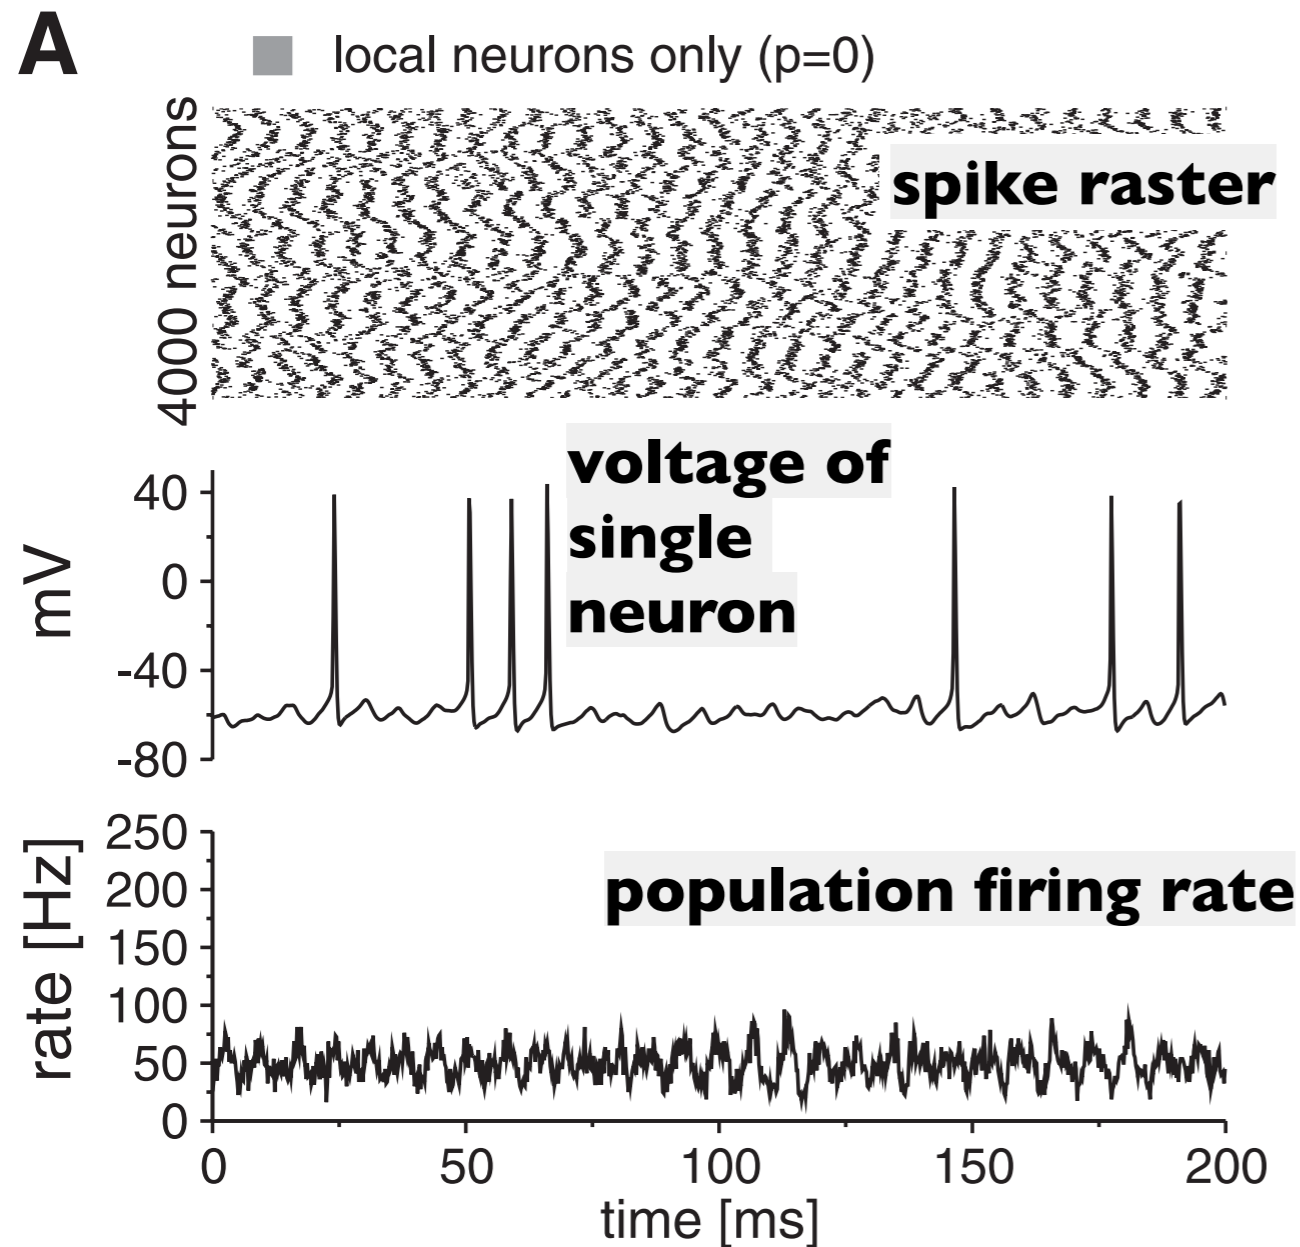 A
local neurons only (p=0)
4000 neurons
spike raster
voltage of
single
neuron
mV
40
0
-40
-80
population firing rate
rate [Hz]
250
200
150
100
50
0
0 50 100 150 200
time [ms]